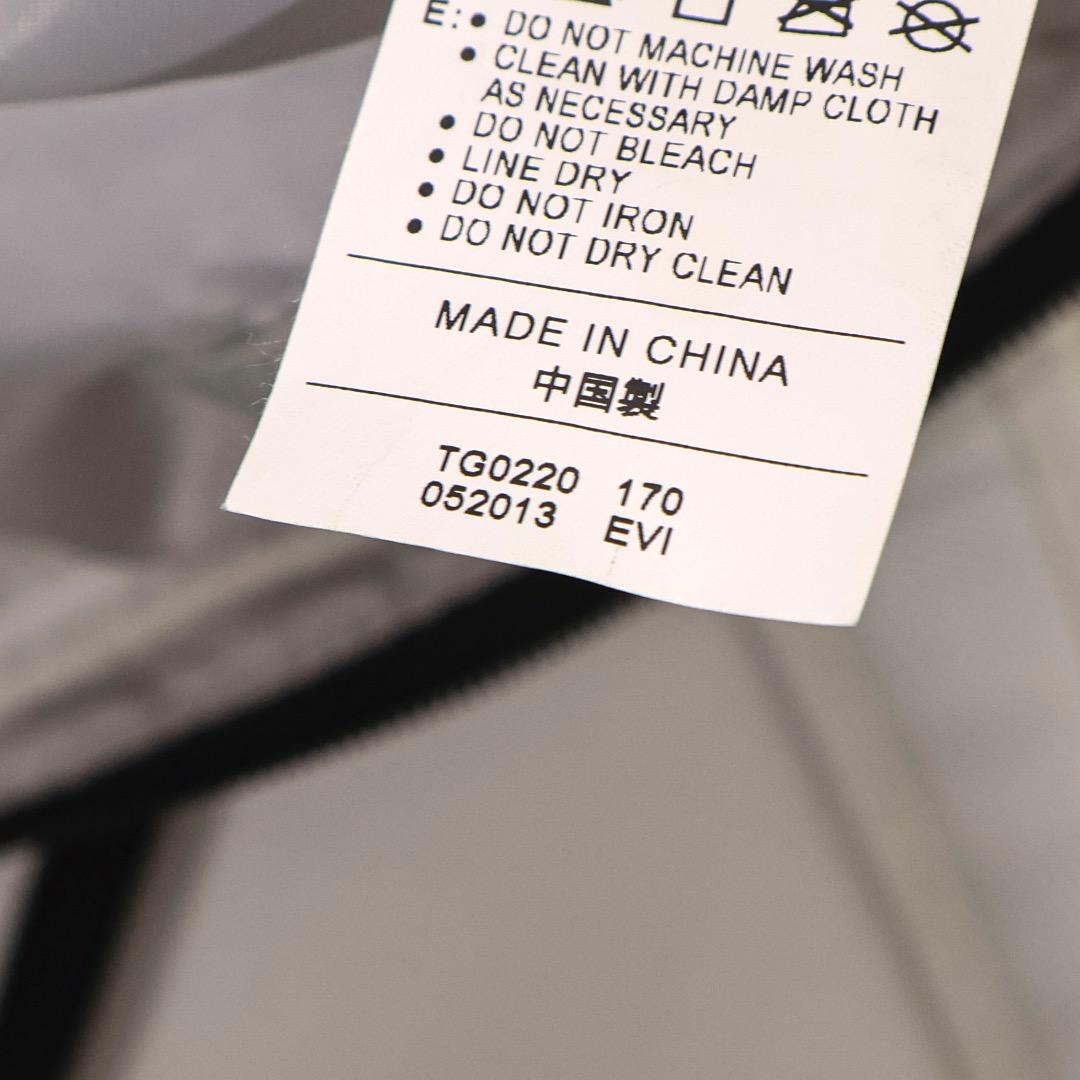 E: • DO NOT MACHINE WASH
• CLEAN WITH DAMP CLOTH
AS NECESSARY
• DO NOT BLEACH
• LINE DRY
• DO NOT IRON
• DO NOT DRY CLEAN
MADE IN CHINA
中国製
TG0220 170
052013 EVI